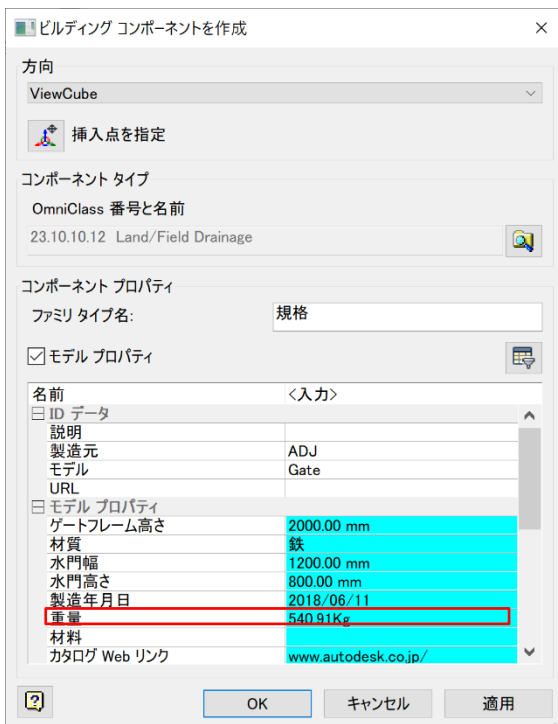 ビルディング コンポーネントを作成
方向
ViewCube
挿入点を指定
コンポーネント タイプ
OmniClass 番号と名前
23.10.10.12 Land/Field Drainage
コンポーネント プロパティ
ファミリ タイプ名: 規格
モデル プロパティ
名前 <入力>
ID データ
説明
製造元 ADJ
モデル Gate
URL
モデル プロパティ
ゲートフレーム高さ 2000.00 mm
材質 鉄
水門幅 1200.00 mm
水門高さ 800.00 mm
製造年月日 2018/06/11
重量 540.91Kg
材料
カタログ Web リンク www.autodesk.co.jp/
OK キャンセル 適用